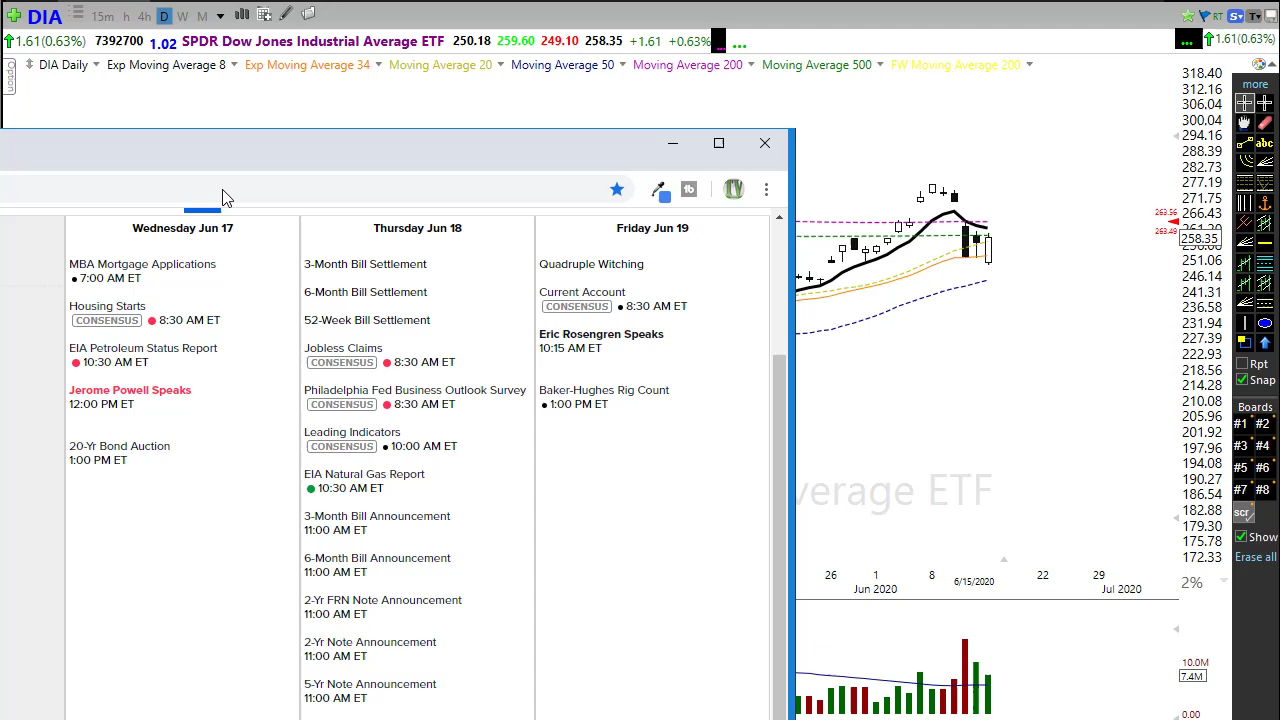 DIA 15m h 4h D W M RT S T
1.61(0.63%) 7392700 1.02 SPDR Dow Jones Industrial Average ETF 250.18 259.60 249.10 258.35 +1.61 +0.63% ... ... ... 1.61(0.63%)
Option
DIA Daily Exp Moving Average 8 Exp Moving Average 34 Moving Average 20 Moving Average 50 Moving Average 200 Moving Average 500 FW Moving Average 200
Wednesday Jun 17
MBA Mortgage Applications
7:00 AM ET
Housing Starts
CONSENSUS 8:30 AM ET
EIA Petroleum Status Report
10:30 AM ET
Jerome Powell Speaks
12:00 PM ET
20-Yr Bond Auction
1:00 PM ET
Thursday Jun 18
3-Month Bill Settlement
6-Month Bill Settlement
52-Week Bill Settlement
Jobless Claims
CONSENSUS 8:30 AM ET
Philadelphia Fed Business Outlook Survey
CONSENSUS 8:30 AM ET
Leading Indicators
CONSENSUS 10:00 AM ET
EIA Natural Gas Report
10:30 AM ET
3-Month Bill Announcement
11:00 AM ET
6-Month Bill Announcement
11:00 AM ET
2-Yr FRN Note Announcement
11:00 AM ET
2-Yr Note Announcement
11:00 AM ET
5-Yr Note Announcement
11:00 AM ET
Friday Jun 19
Quadruple Witching
Current Account
CONSENSUS 8:30 AM ET
Eric Rosengren Speaks
10:15 AM ET
Baker-Hughes Rig Count
1:00 PM ET
verage ETF
263.56
263.49
318.40
312.16
306.04
300.04
294.16
288.39
282.73
277.19
271.75
266.43
258.35
251.06
246.14
241.31
236.58
231.94
227.39
222.93
218.56
214.28
210.08
205.96
201.92
197.96
194.08
190.27
186.54
182.88
179.30
175.78
172.33
26 1 8 6/15/2020 22 29
Jun 2020 Jul 2020
2%
10.0M
7.4M
0.00
more
abc
Rpt
Snap
Boards
#1 #2
#3 #4
#5 #6
#7 #8
scr
Show
Erase all